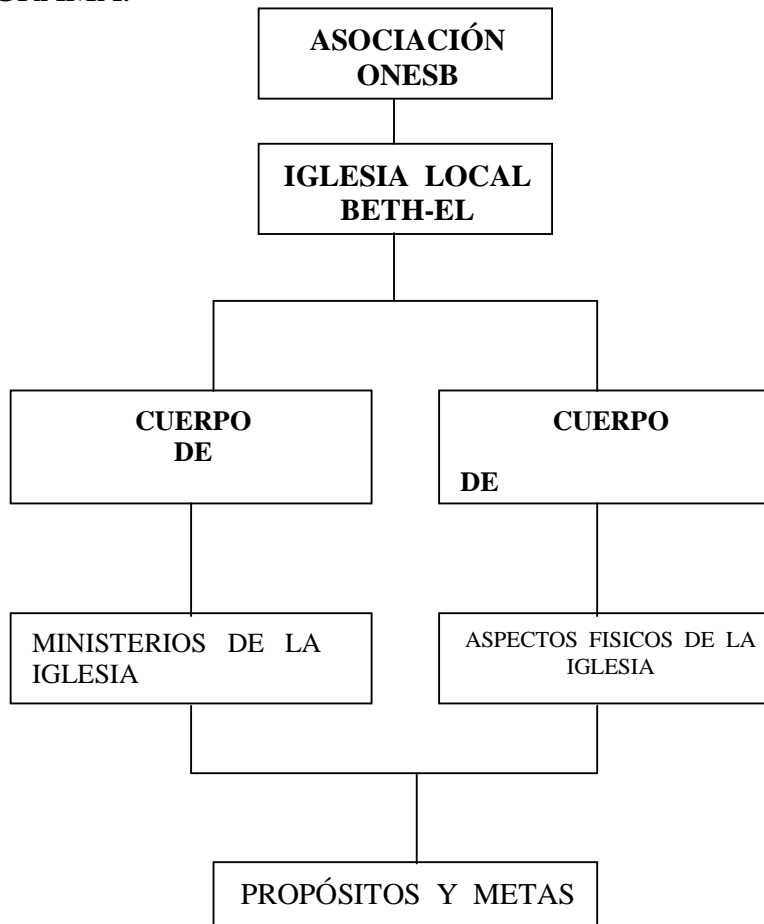 ASOCIACIÓN
ONESB
IGLESIA LOCAL
BETH-EL
CUERPO
DE
CUERPO
DE
MINISTERIOS DE LA
IGLESIA
ASPECTOS FISICOS DE LA
IGLESIA
PROPÓSITOS Y METAS